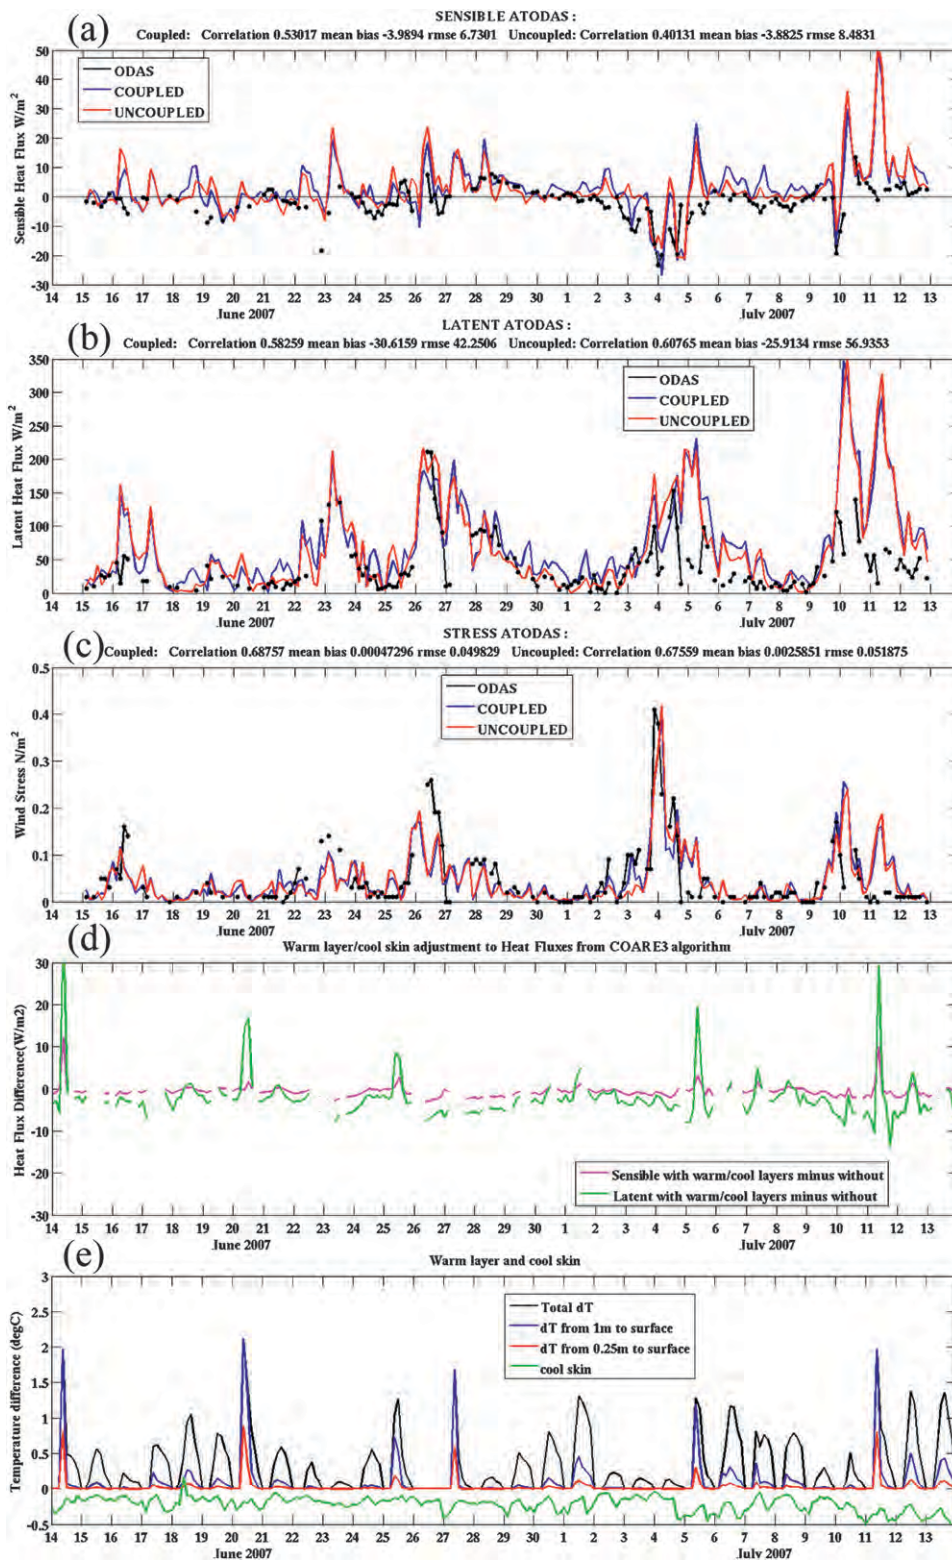 (a)
SENSIBLE ATODAS :
Coupled: Correlation 0.53017 mean bias -3.9894 rmse 6.7301 Uncoupled: Correlation 0.40131 mean bias -3.8825 rmse 8.4831
Sensible Heat Flux W/m²
50
40
30
20
10
0
-10
-20
-30
ODAS
COUPLED
UNCOUPLED
14 15 16 17 18 19 20 21 22 23 24 25 26 27 28 29 30 1 2 3 4 5 6 7 8 9 10 11 12 13
June 2007 July 2007
(b)
LATENT ATODAS :
Coupled: Correlation 0.58259 mean bias -30.6159 rmse 42.2506 Uncoupled: Correlation 0.60765 mean bias -25.9134 rmse 56.9353
Latent Heat Flux W/m²
350
300
250
200
150
100
50
0
ODAS
COUPLED
UNCOUPLED
14 15 16 17 18 19 20 21 22 23 24 25 26 27 28 29 30 1 2 3 4 5 6 7 8 9 10 11 12 13
June 2007 July 2007
(c)
STRESS ATODAS :
Coupled: Correlation 0.68757 mean bias 0.00047296 rmse 0.049829 Uncoupled: Correlation 0.67559 mean bias 0.0025851 rmse 0.051875
Wind Stress N/m²
0.5
0.4
0.3
0.2
0.1
0
ODAS
COUPLED
UNCOUPLED
14 15 16 17 18 19 20 21 22 23 24 25 26 27 28 29 30 1 2 3 4 5 6 7 8 9 10 11 12 13
June 2007 July 2007
(d)
Warm layer/cool skin adjustment to Heat Fluxes from COARE3 algorithm
Heat Flux Difference(W/m2)
30
20
10
0
-10
-20
-30
Sensible with warm/cool layers minus without
Latent with warm/cool layers minus without
14 15 16 17 18 19 20 21 22 23 24 25 26 27 28 29 30 1 2 3 4 5 6 7 8 9 10 11 12 13
June 2007 July 2007
(e)
Warm layer and cool skin
Temperature difference (degC)
3
2.5
2
1.5
1
0.5
0
-0.5
Total dT
dT from 1m to surface
dT from 0.25m to surface
cool skin
14 15 16 17 18 19 20 21 22 23 24 25 26 27 28 29 30 1 2 3 4 5 6 7 8 9 10 11 12 13
June 2007 July 2007